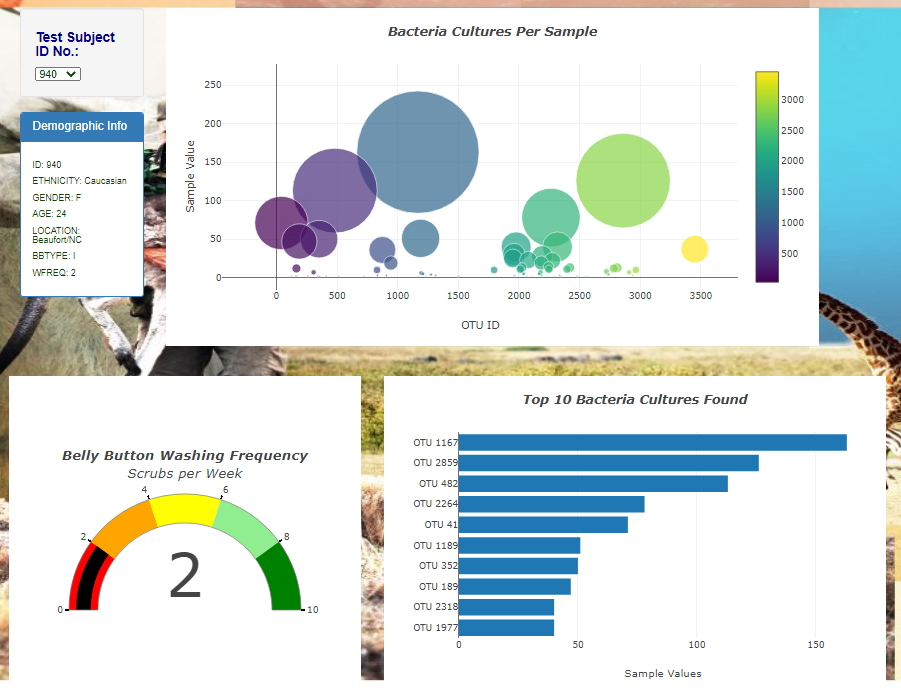 Test Subject
ID No.:
940
Demographic Info
ID: 940
ETHNICITY: Caucasian
GENDER: F
AGE: 24
LOCATION:
Beaufort/NC
BBTYPE: I
WFREQ: 2
Bacteria Cultures Per Sample
250
200
150
100
50
0
Sample Value
0
500
1000
1500
2000
2500
3000
3500
OTU ID
3000
2500
2000
1500
1000
500
Belly Button Washing Frequency
Scrubs per Week
0
2
4
6
8
10
2
Top 10 Bacteria Cultures Found
OTU 1167
OTU 2859
OTU 482
OTU 2264
OTU 41
OTU 1189
OTU 352
OTU 189
OTU 2318
OTU 1977
0
50
100
150
Sample Values